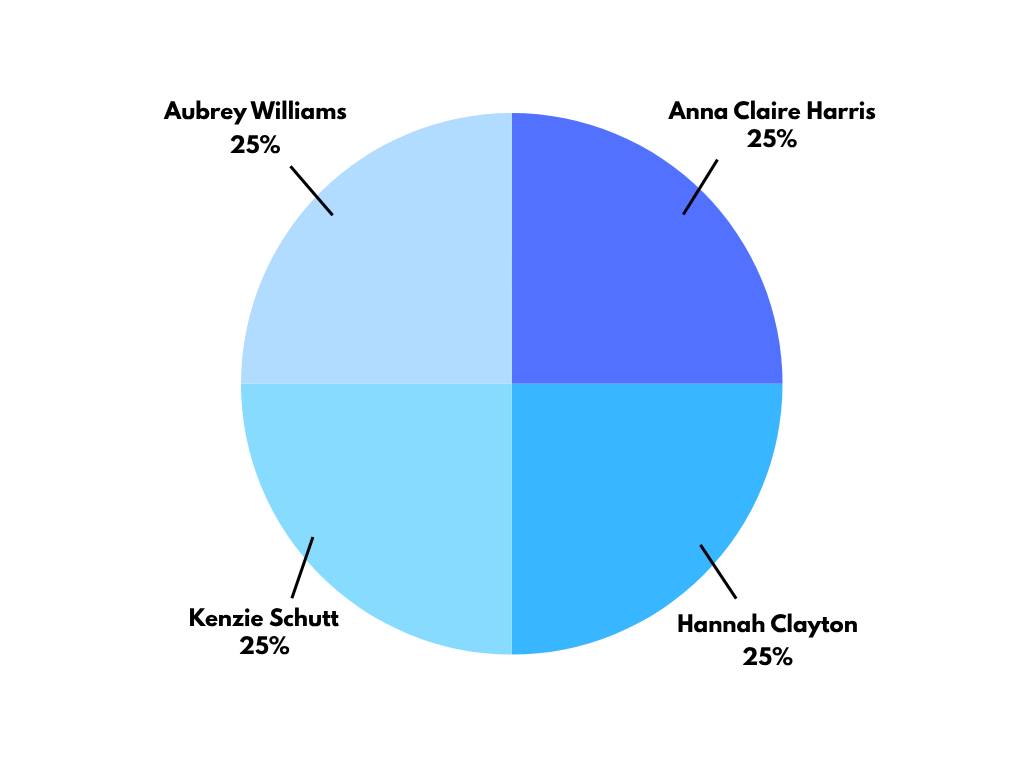 Aubrey Williams
25%
Anna Claire Harris
25%
Kenzie Schutt
25%
Hannah Clayton
25%